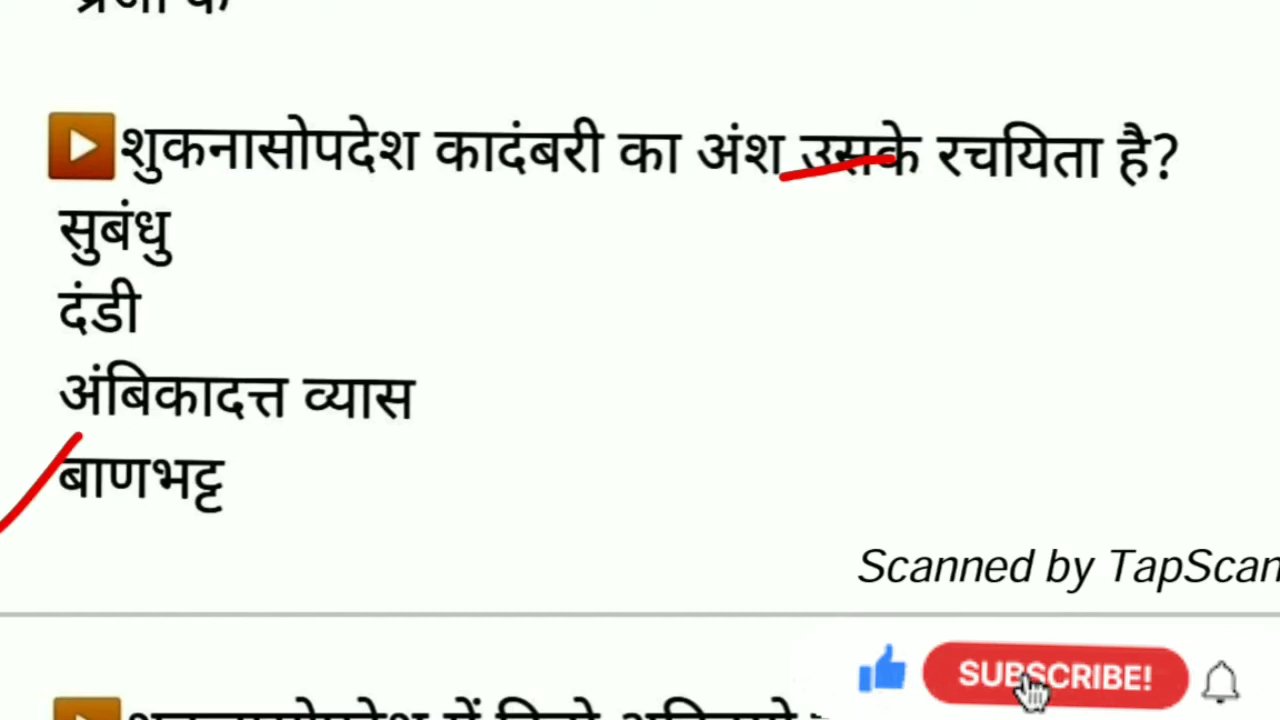 शुकनासोपदेश कादंबरी का अंश उसके रचयिता है?
सुबंधु
दंडी
अंबिकादत्त व्यास
बाणभट्ट
Scanned by TapScan
SUBSCRIBE!